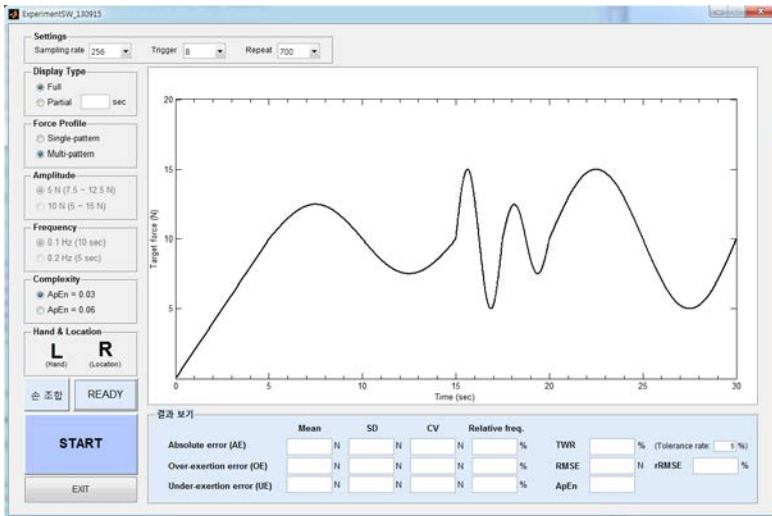 ExperimentSW_130915
Settings
Sampling rate 256 Trigger 8 Repeat 700
Display Type
Full
Partial sec
Force Profile
Single-pattern
Multi-pattern
Amplitude
5 N (7.5 ~ 12.5 N)
10 N (5 ~ 15 N)
Frequency
0.1 Hz (10 sec)
0.2 Hz (5 sec)
Complexity
ApEn = 0.03
ApEn = 0.06
Hand & Location
L R
(Hand) (Location)
손 조합 READY
START
EXIT
20
15
10
5
Target force (N)
0 5 10 15 20 25 30
Time (sec)
결과 보기
Mean SD CV Relative freq.
Absolute error (AE) N N N % TWR % (Tolerance rate: 5 %)
Over-exertion error (OE) N N N % RMSE N rRMSE %
Under-exertion error (UE) N N N % ApEn